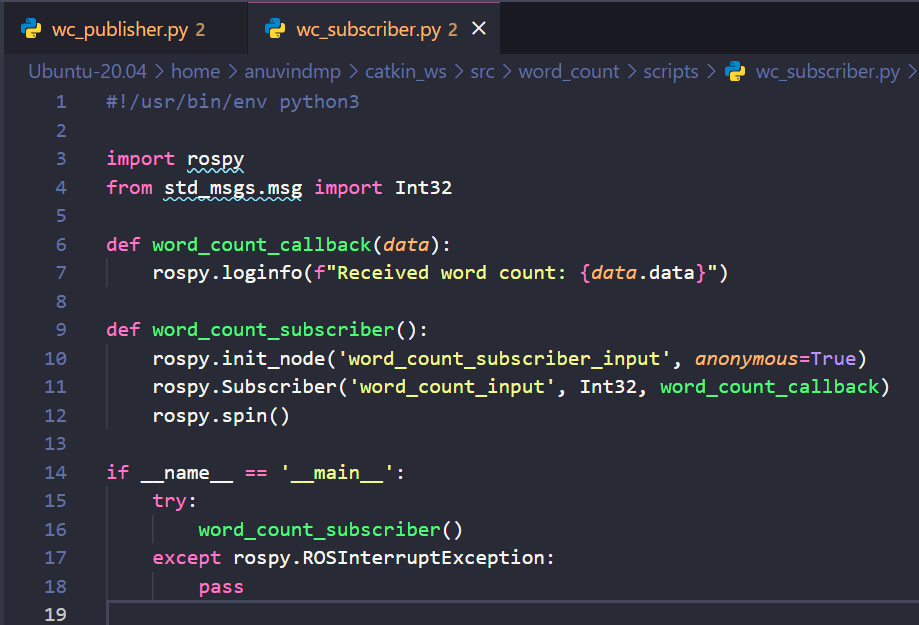 wc_publisher.py 2 wc_subscriber.py 2
Ubuntu-20.04 > home > anuvindmp > catkin_ws > src > word_count > scripts > wc_subscriber.py >
1 #!/usr/bin/env python3
2
3 import rospy
4 from std_msgs.msg import Int32
5
6 def word_count_callback(data):
7     rospy.loginfo(f"Received word count: {data.data}")
8
9 def word_count_subscriber():
10     rospy.init_node('word_count_subscriber_input', anonymous=True)
11     rospy.Subscriber('word_count_input', Int32, word_count_callback)
12     rospy.spin()
13
14 if __name__ == '__main__':
15     try:
16         word_count_subscriber()
17     except rospy.ROSInterruptException:
18         pass
19